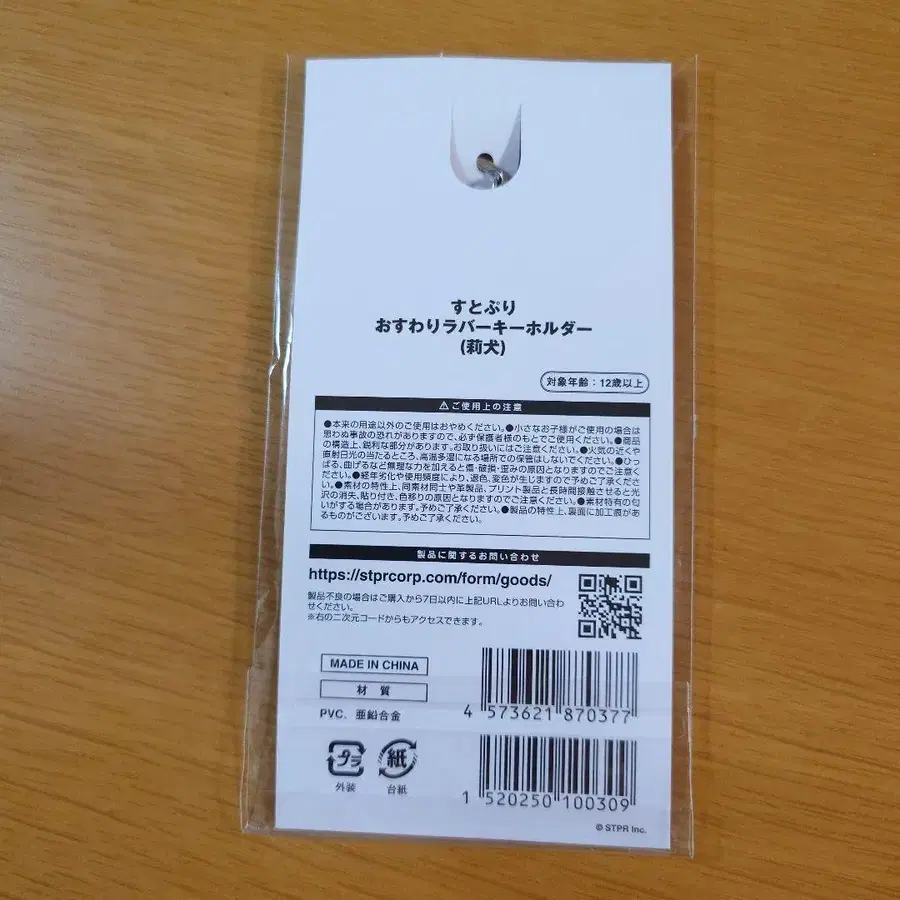 すとぷり
おすわりラバーキーホルダー
(莉犬)
対象年齢：12歳以上
⚠ご使用上の注意
●本来の用途以外のご使用はおやめください。●小さなお子様がご使用の場合は
思わぬ事故の恐れがありますので、必ず保護者様のもとでご使用ください。●商品
の構造上、鋭利な部分があります。お取り扱いにはご注意ください。●火気の近くや
直射日光の当たるところ、高温多湿になる場所での保管はしないでください。●ひっ
ぱる、曲げるなど無理な力を加えると傷・破損・歪みの原因となりますのでご注意くだ
さい。●経年劣化や使用頻度により、退色、変色が生じますので予めご了承くださ
い。●素材の特性上、同素材同士や革製品、プリント製品と長時間接触させると光
沢の消失、貼り付き、色移りの原因となりますのでご注意ください。●素材特有の匂
いがする場合があります。予めご了承ください。●製品の特性上、裏面に加工痕があ
るものがございます。予めご了承ください。
製品に関するお問い合わせ
https://stprcorp.com/form/goods/
製品不良の場合はご購入から7日以内に上記URLよりお問い合わ
せください。
※右の二次元コードからもアクセスできます。
MADE IN CHINA
材 質
PVC、亜鉛合金
4 573621 870377
プラ
外装
紙
台紙
1 520250 100309
© STPR Inc.